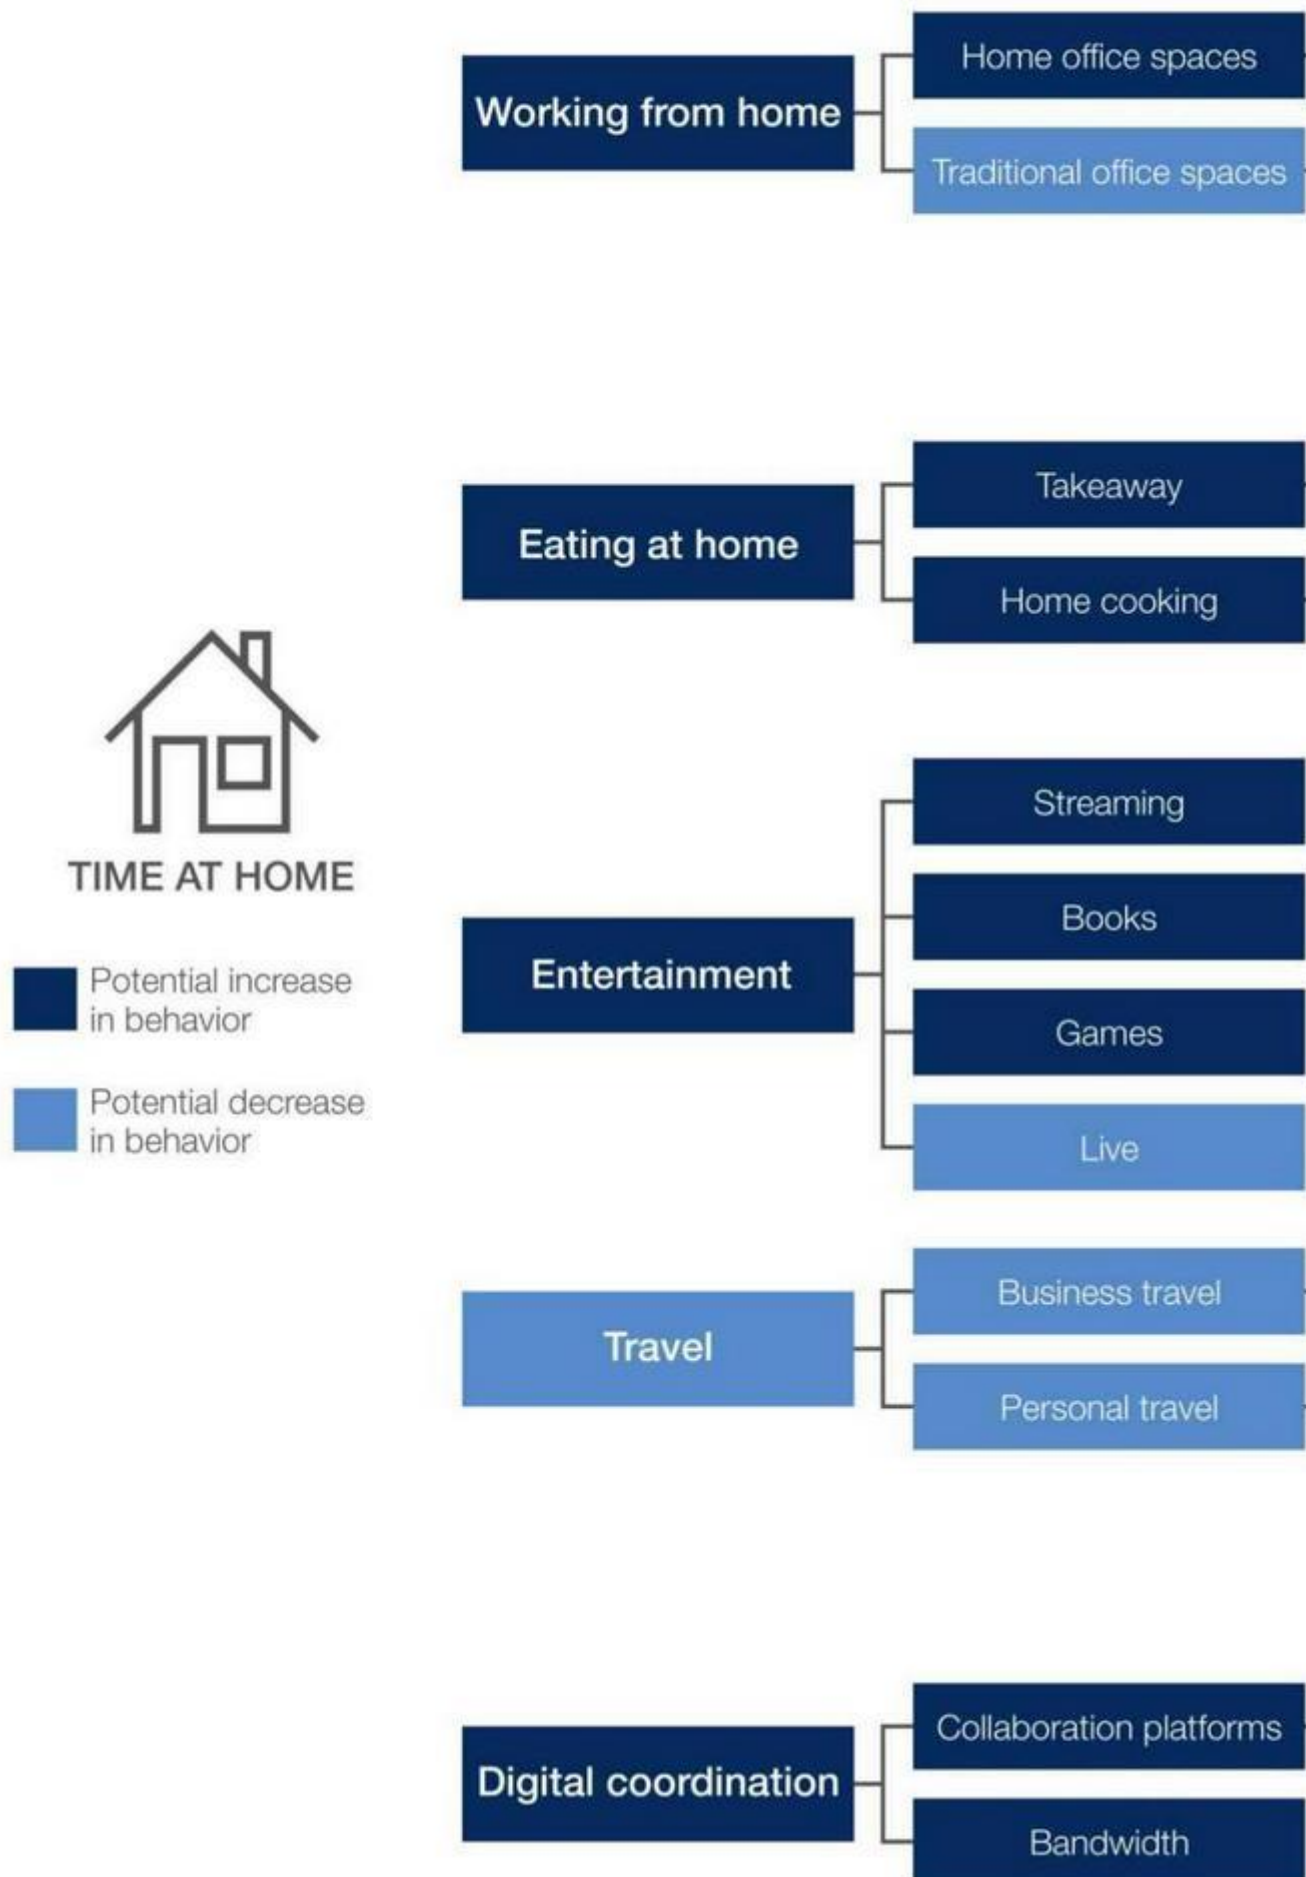 Working from home
Home office spaces
Traditional office spaces
Eating at home
Takeaway
Home cooking
TIME AT HOME
Potential increase
in behavior
Potential decrease
in behavior
Entertainment
Streaming
Books
Games
Live
Travel
Business travel
Personal travel
Digital coordination
Collaboration platforms
Bandwidth